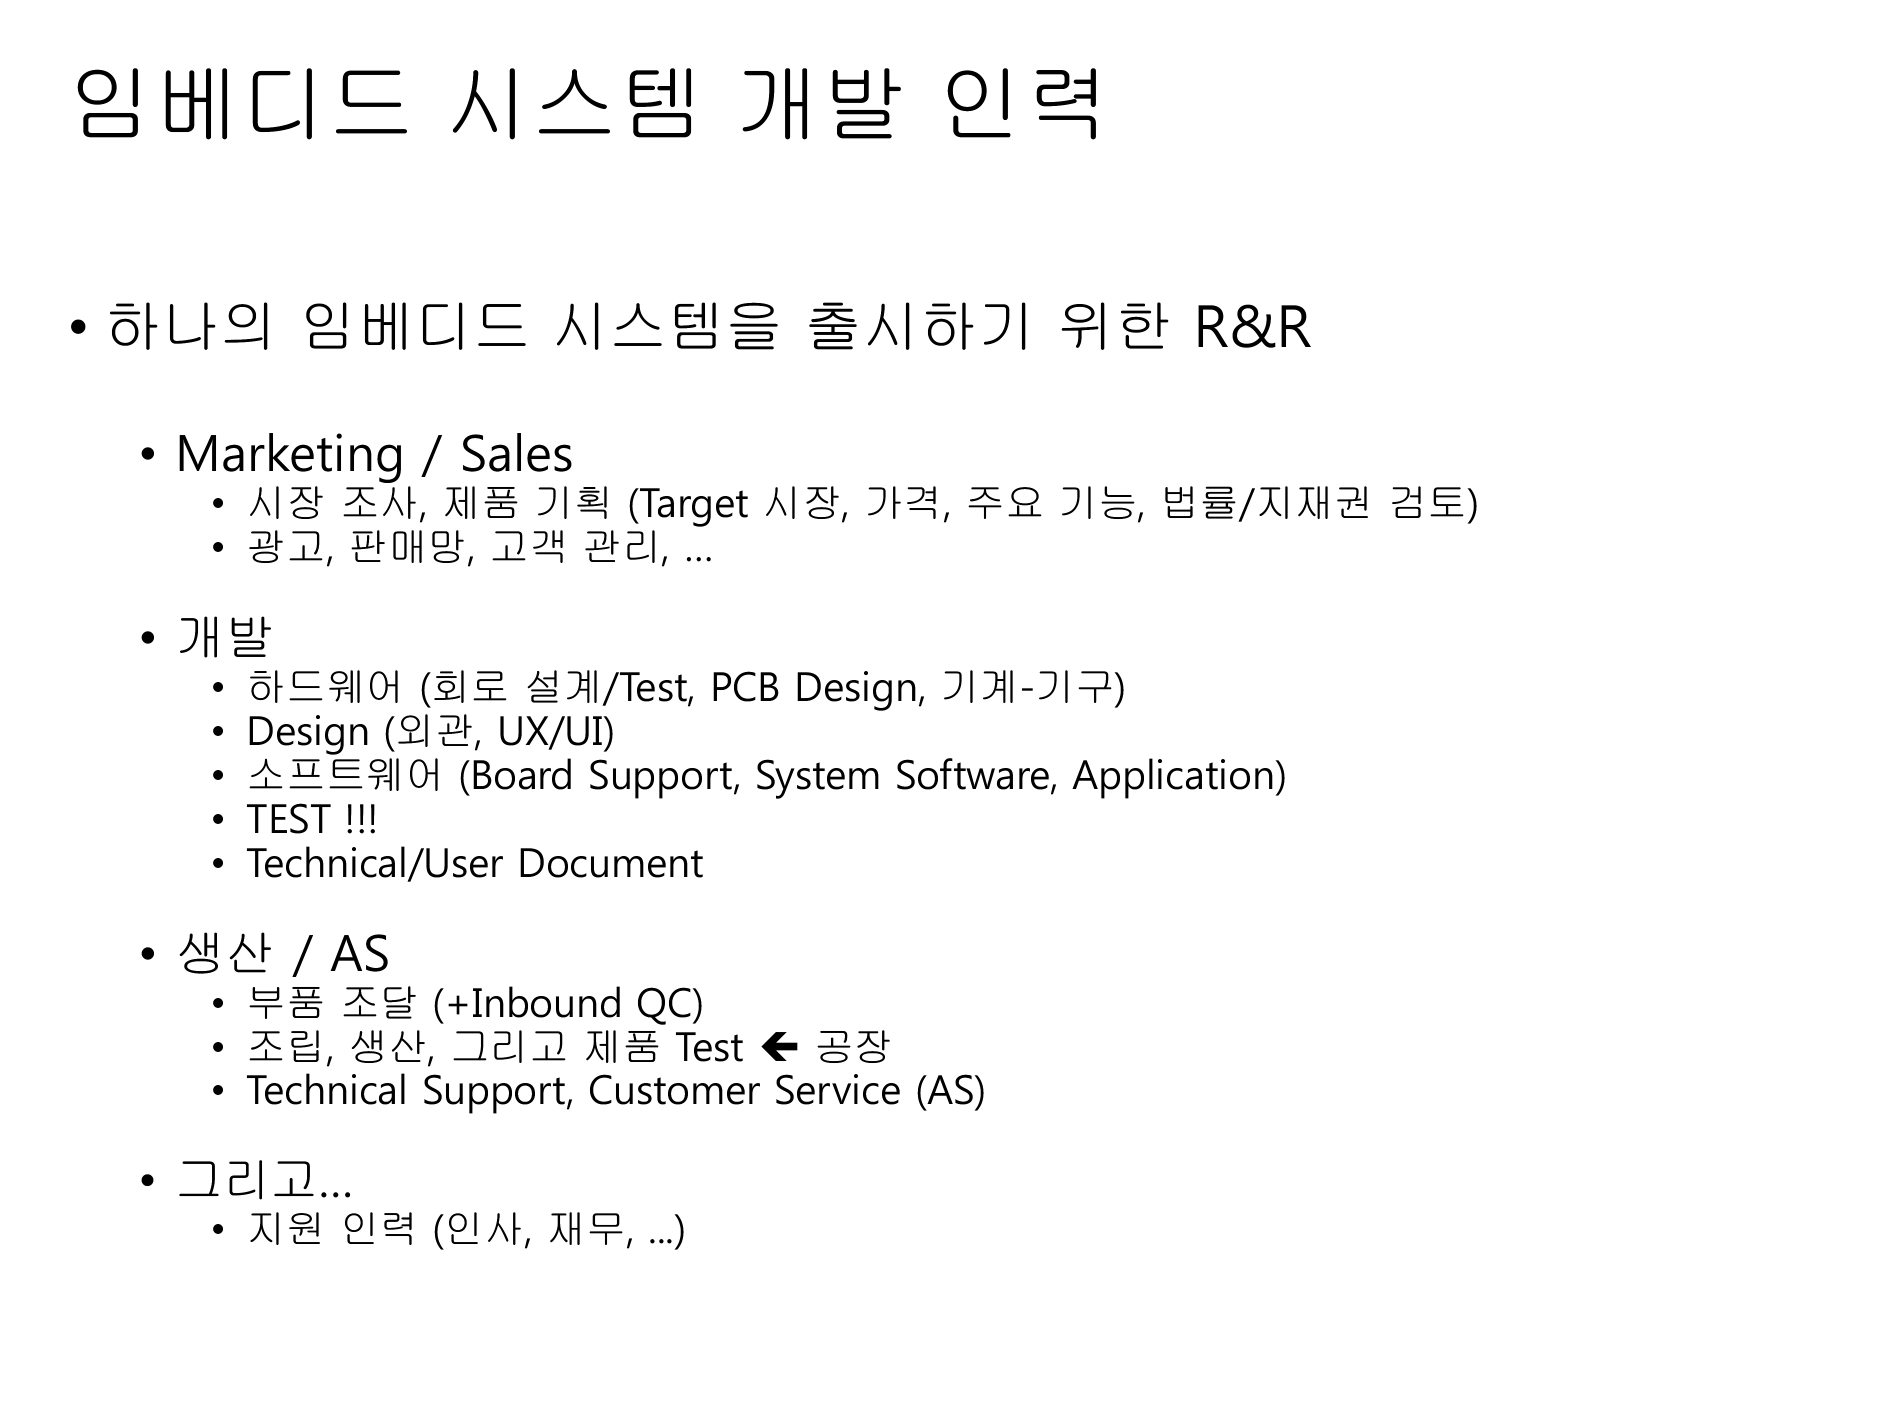 임베디드 시스템 개발 인력
• 하나의 임베디드 시스템을 출시하기 위한 R&R
• Marketing / Sales
• 시장 조사, 제품 기획 (Target 시장, 가격, 주요 기능, 법률/지재권 검토)
• 광고, 판매망, 고객 관리, ...
• 개발
• 하드웨어 (회로 설계/Test, PCB Design, 기계-기구)
• Design (외관, UX/UI)
• 소프트웨어 (Board Support, System Software, Application)
• TEST !!!
• Technical/User Document
• 생산 / AS
• 부품 조달 (+Inbound QC)
• 조립, 생산, 그리고 제품 Test 🡸 공장
• Technical Support, Customer Service (AS)
• 그리고...
• 지원 인력 (인사, 재무, ...)